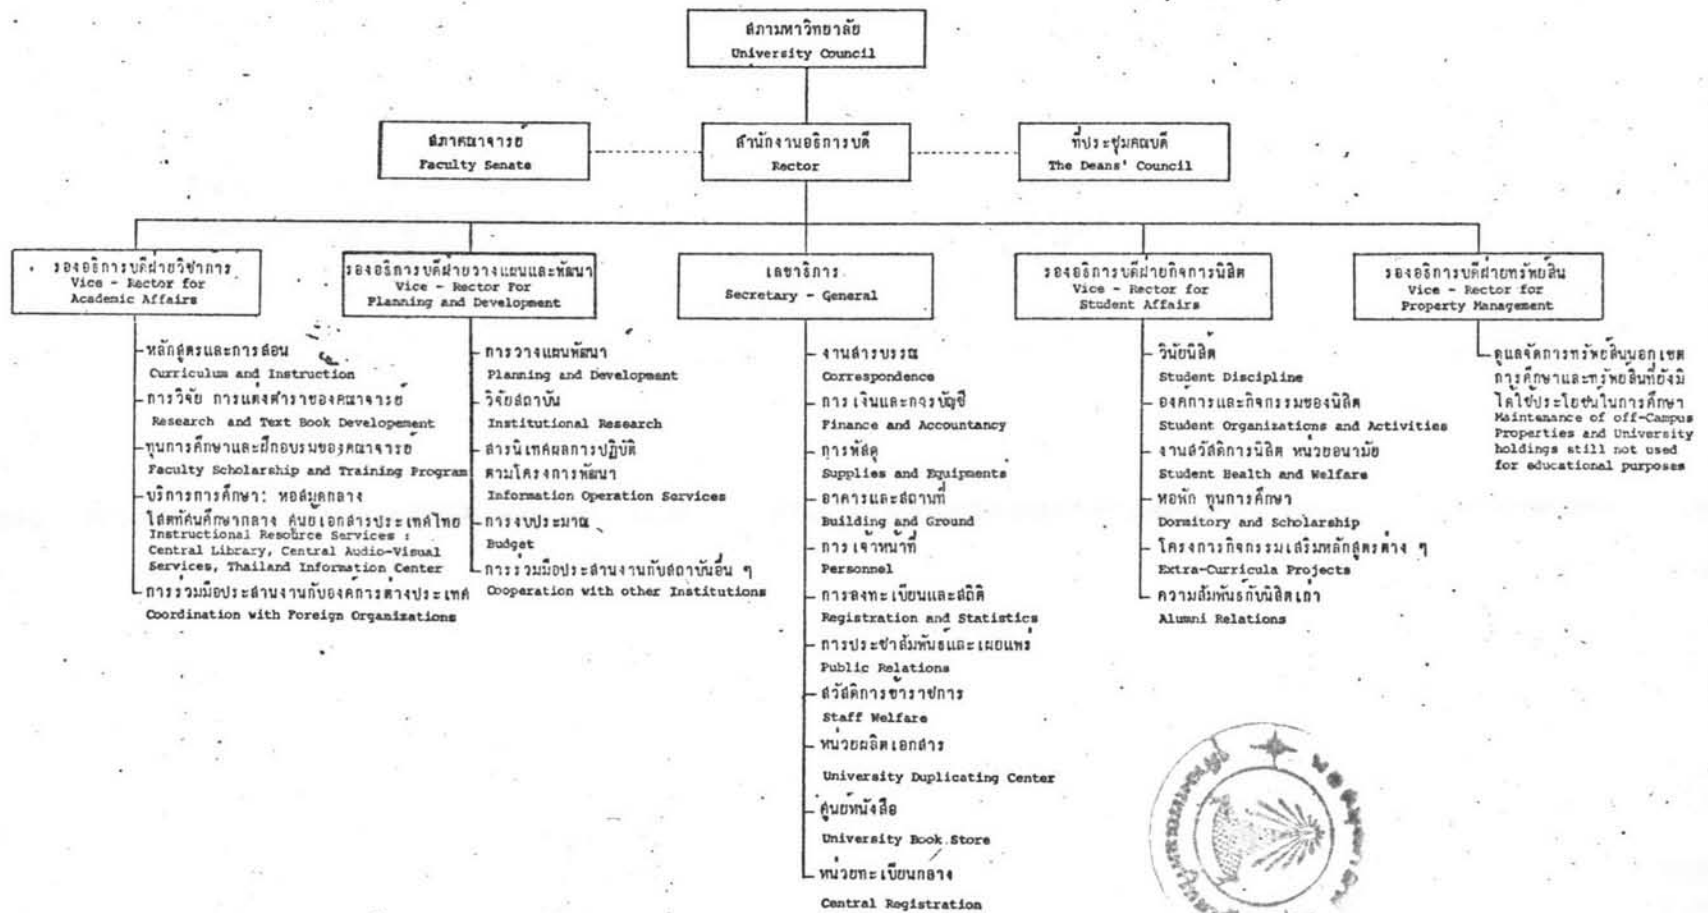 สภามหาวิทยาลัย
University Council
สภาคณาจารย์
Faculty Senate
สำนักงานอธิการบดี
Rector
ที่ประชุมคณบดี
The Deans' Council
รองอธิการบดีฝ่ายวิชาการ
Vice - Rector for
Academic Affairs
หลักสูตรและการสอน
Curriculum and Instruction
การวิจัย การแต่งตำราของคณาจารย์
Research and Text Book Developement
ทุนการศึกษาและฝึกอบรมของคณาจารย์
Faculty Scholarship and Training Program
บริการการศึกษา: หอสมุดกลาง
โสตทัศนศึกษากลาง ศูนย์เอกสารประเทศไทย
Instructional Resource Services :
Central Library, Central Audio-Visual
Services, Thailand Information Center
การร่วมมือประสานงานกับองค์การต่างประเทศ
Coordination with Foreign Organizations
รองอธิการบดีฝ่ายวางแผนและพัฒนา
Vice - Rector For
Planning and Development
การวางแผนพัฒนา
Planning and Development
วิจัยสถาบัน
Institutional Research
สารนิเทศผลการปฏิบัติ
ตามโครงการพัฒนา
Information Operation Services
การงบประมาณ
Budget
การร่วมมือประสานงานกับสถาบันอื่น ๆ
Cooperation with other Institutions
เลขาธิการ
Secretary - General
งานสารบรรณ
Correspondence
การเงินและการบัญชี
Finance and Accountancy
การพัสดุ
Supplies and Equipments
อาคารและสถานที่
Building and Ground
การเจ้าหน้าที่
Personnel
การลงทะเบียนและสถิติ
Registration and Statistics
การประชาสัมพันธ์และเผยแพร่
Public Relations
สวัสดิการข้าราชการ
Staff Welfare
หน่วยผลิตเอกสาร
University Duplicating Center
ศูนย์หนังสือ
University Book Store
หน่วยทะเบียนกลาง
Central Registration
รองอธิการบดีฝ่ายกิจการนิสิต
Vice - Rector for
Student Affairs
วินัยนิสิต
Student Discipline
องค์การและกิจกรรมของนิสิต
Student Organizations and Activities
งานสวัสดิการนิสิต หน่วยอนามัย
Student Health and Welfare
หอพัก ทุนการศึกษา
Dormitory and Scholarship
โครงการกิจกรรมเสริมหลักสูตรต่าง ๆ
Extra-Curricula Projects
ความสัมพันธ์กับนิสิตเก่า
Alumni Relations
รองอธิการบดีฝ่ายทรัพย์สิน
Vice - Rector for
Property Management
ดูแลจัดการทรัพย์สินนอกเขต
การศึกษาและทรัพย์สินที่ยังมิ
ได้ใช้ประโยชน์ในการศึกษา
Maintenance of off-Campus
Properties and University
holdings still not used
for educational purposes